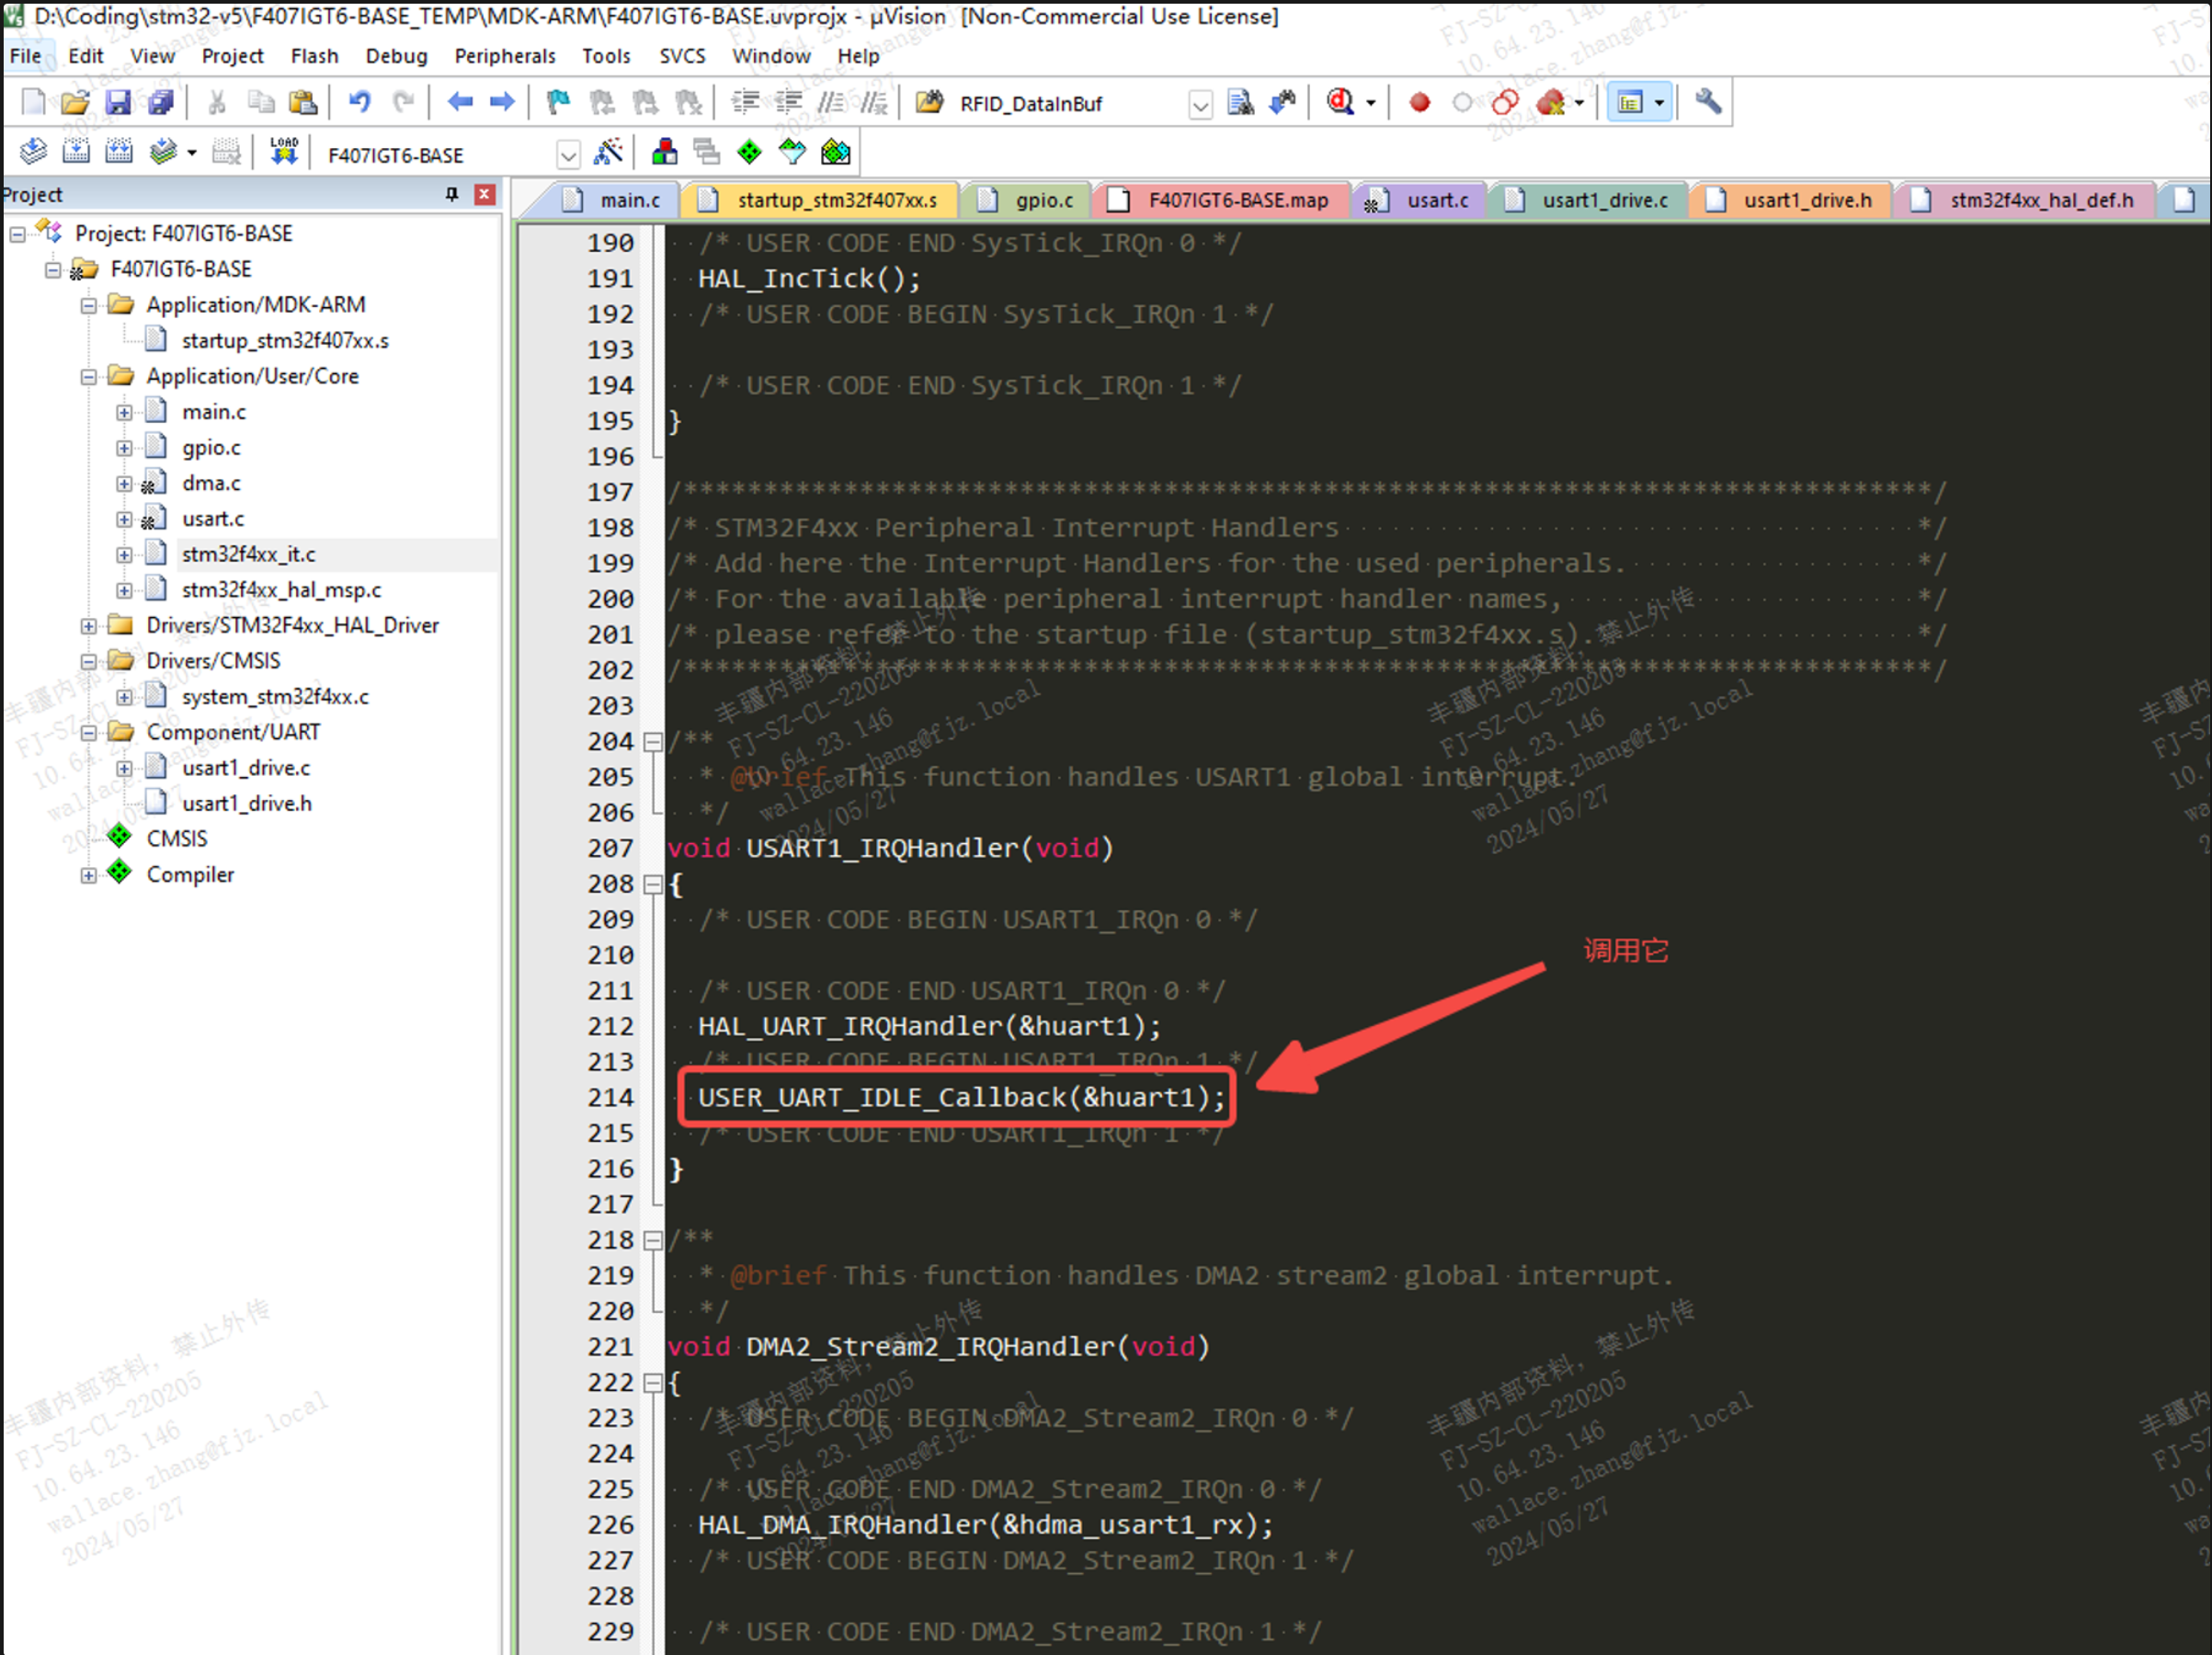 D:\Coding\stm32-v5\F407IGT6-BASE_TEMP\MDK-ARM\F407IGT6-BASE.uvprojx - µVision [Non-Commercial Use License]
File Edit View Project Flash Debug Peripherals Tools SVCS Window Help
RFID_DataInBuf
LOAD
F407IGT6-BASE
Project
main.c startup_stm32f407xx.s gpio.c F407IGT6-BASE.map usart.c usart1_drive.c usart1_drive.h stm32f4xx_hal_def.h
Project: F407IGT6-BASE
F407IGT6-BASE
Application/MDK-ARM
startup_stm32f407xx.s
Application/User/Core
main.c
gpio.c
dma.c
usart.c
stm32f4xx_it.c
stm32f4xx_hal_msp.c
Drivers/STM32F4xx_HAL_Driver
Drivers/CMSIS
system_stm32f4xx.c
Component/UART
usart1_drive.c
usart1_drive.h
CMSIS
Compiler
190 /* USER CODE END SysTick_IRQn 0 */
191 HAL_IncTick();
192 /* USER CODE BEGIN SysTick_IRQn 1 */
193
194 /* USER CODE END SysTick_IRQn 1 */
195 }
196
197 /******************************************************************************/
198 /* STM32F4xx Peripheral Interrupt Handlers */
199 /* Add here the Interrupt Handlers for the used peripherals. */
200 /* For the available peripheral interrupt handler names, */
201 /* please refer to the startup file (startup_stm32f4xx.s). */
202 /******************************************************************************/
203
204 /**
205 * @brief This function handles USART1 global interrupt.
206 */
207 void USART1_IRQHandler(void)
208 {
209 /* USER CODE BEGIN USART1_IRQn 0 */
210
211 /* USER CODE END USART1_IRQn 0 */
212 HAL_UART_IRQHandler(&huart1);
213 /* USER CODE BEGIN USART1_IRQn 1 */
214 USER_UART_IDLE_Callback(&huart1);
215 /* USER CODE END USART1_IRQn 1 */
216 }
217
218 /**
219 * @brief This function handles DMA2 stream2 global interrupt.
220 */
221 void DMA2_Stream2_IRQHandler(void)
222 {
223 /* USER CODE BEGIN DMA2_Stream2_IRQn 0 */
224
225 /* USER CODE END DMA2_Stream2_IRQn 0 */
226 HAL_DMA_IRQHandler(&hdma_usart1_rx);
227 /* USER CODE BEGIN DMA2_Stream2_IRQn 1 */
228
229 /* USER CODE END DMA2_Stream2_IRQn 1 */
调用它
丰疆内部资料，禁止外传
FJ-SZ-CL-220205
10.64.23.146
wallace.zhang@fjz.local
2024/05/27